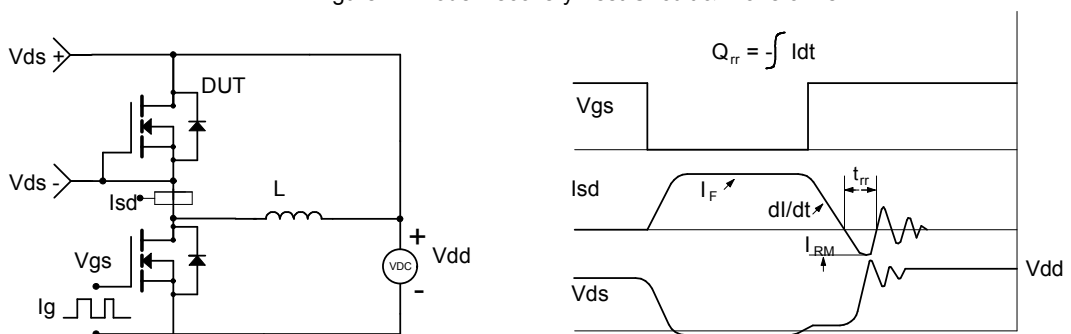 Vds +
DUT
Vds -
Isd
L
Vgs
Ig
+
VDC
-
Vdd
Qrr = -∫ Idt
Vgs
Isd
IF
dI/dt
trr
IRM
Vds
Vdd